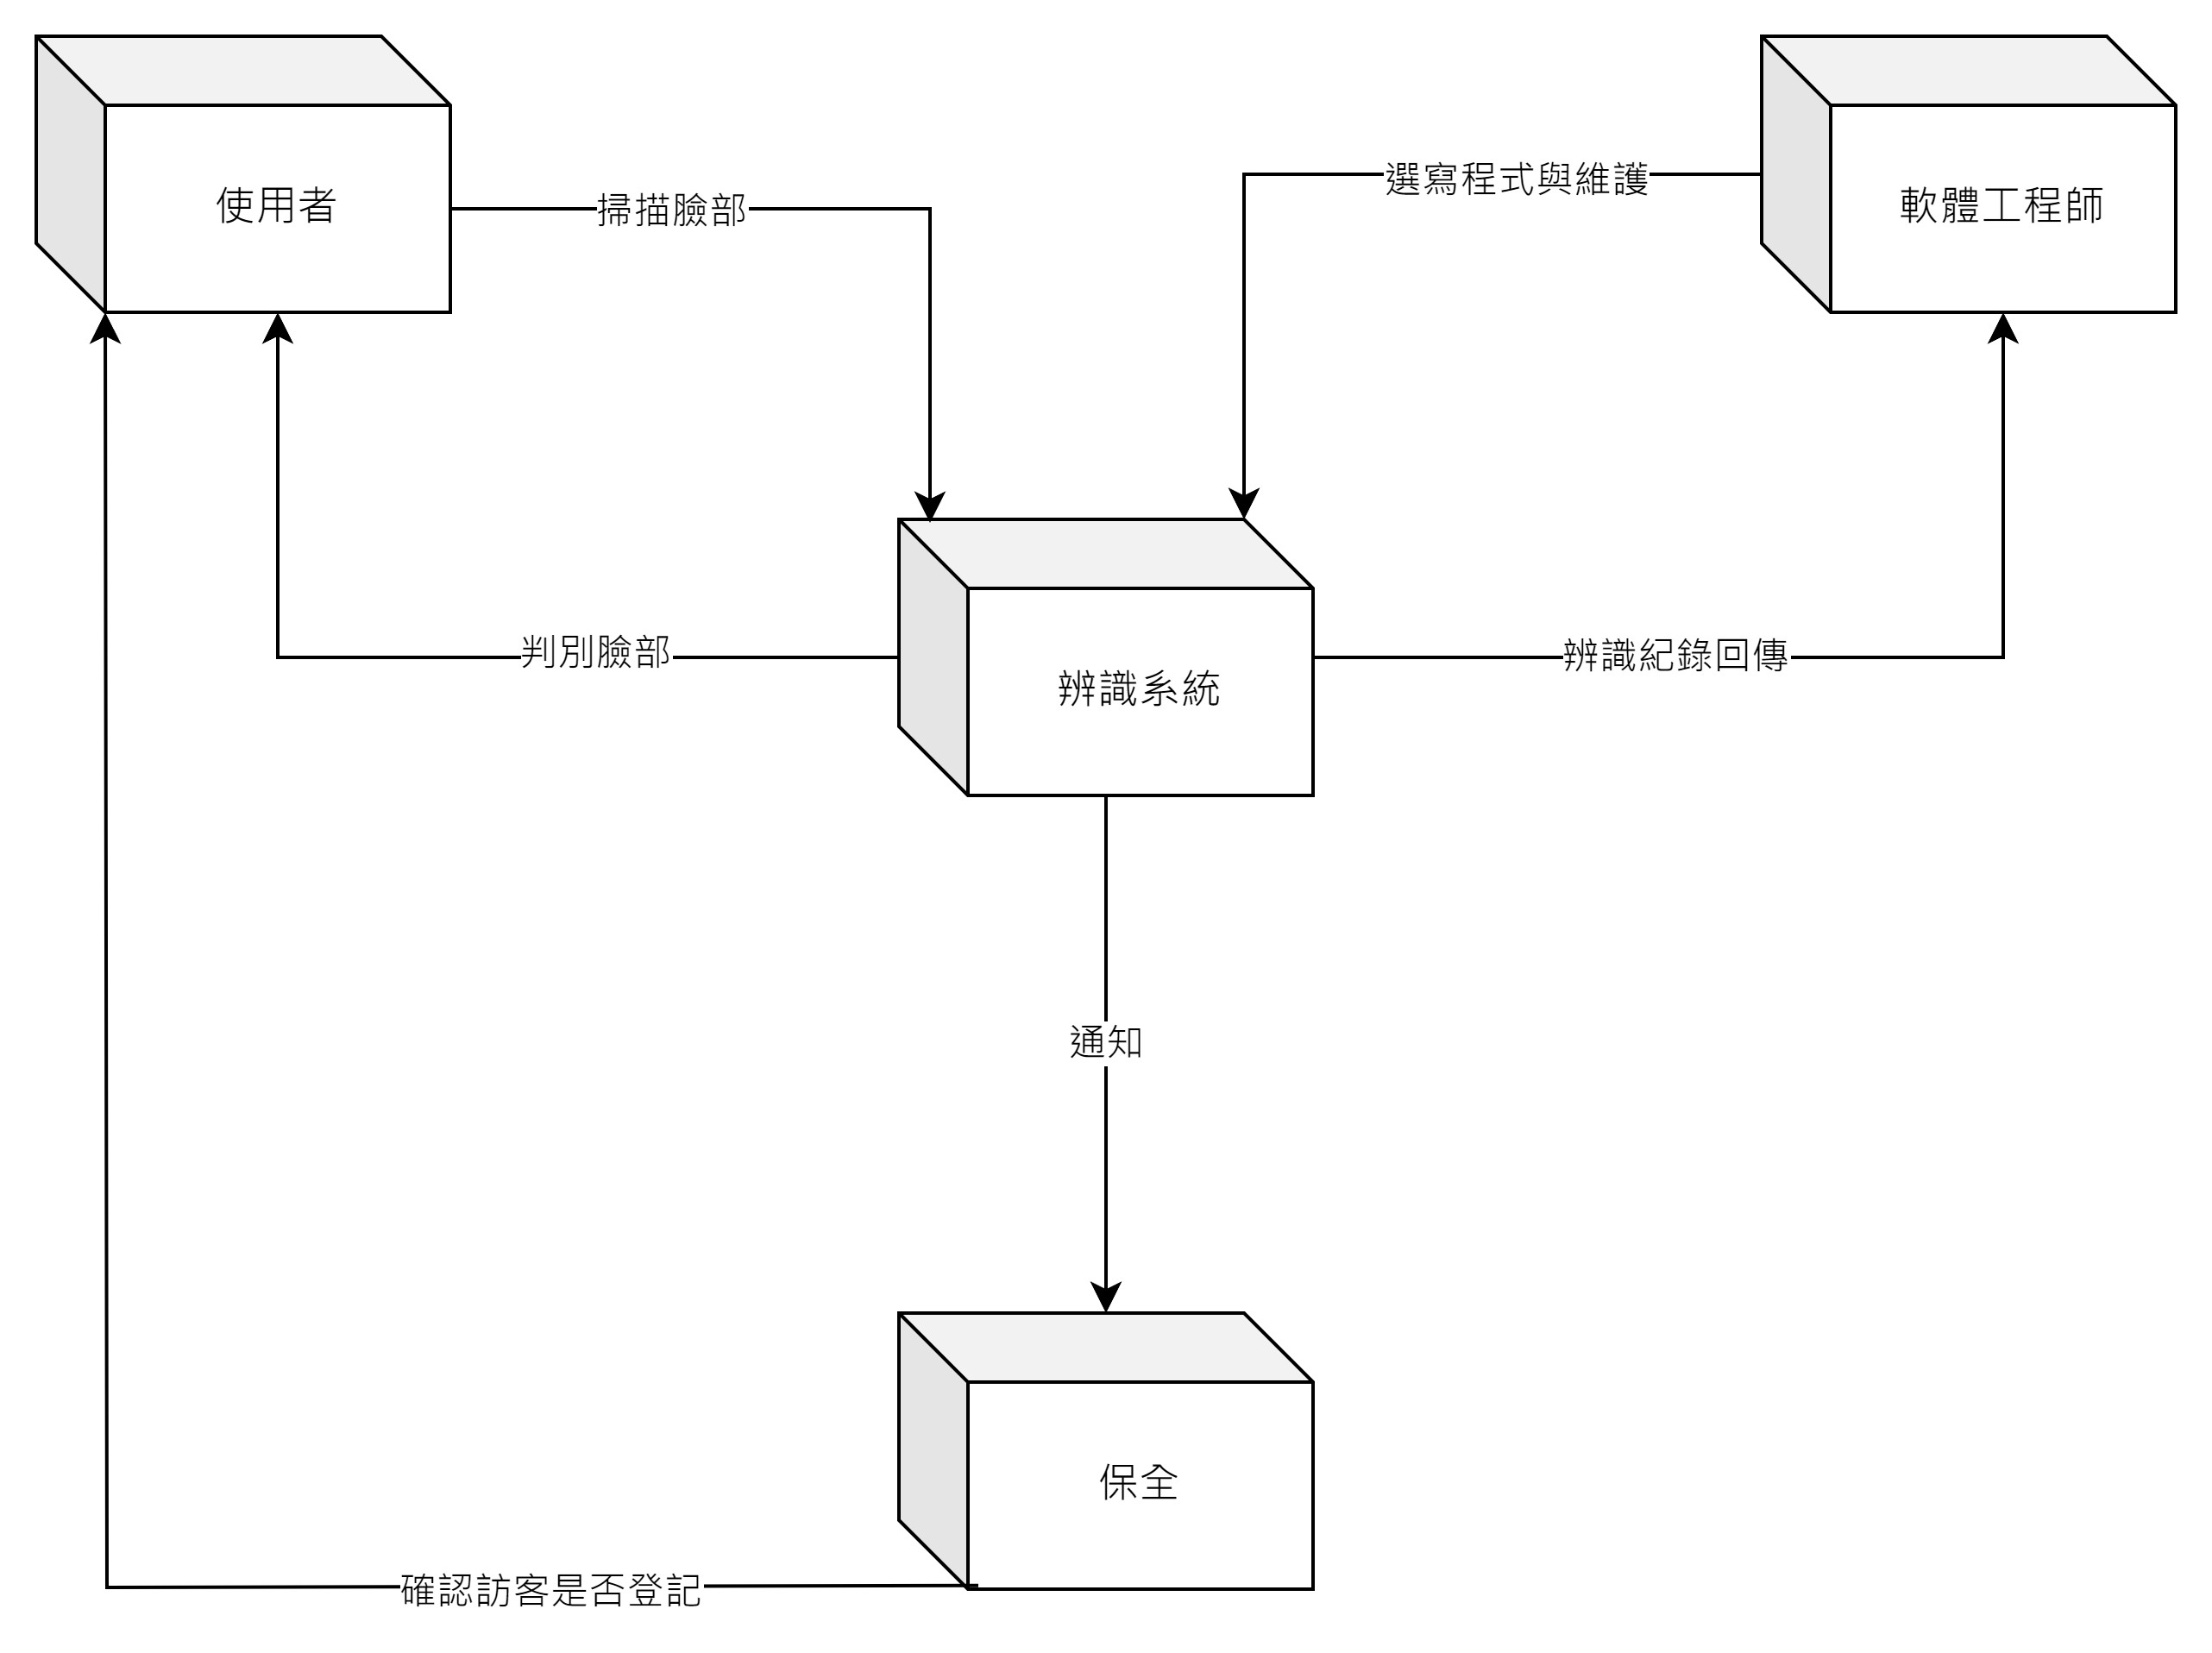 使用者
掃描臉部
選寫程式與維護
軟體工程師
判別臉部
辨識系統
辨識紀錄回傳
通知
保全
確認訪客是否登記